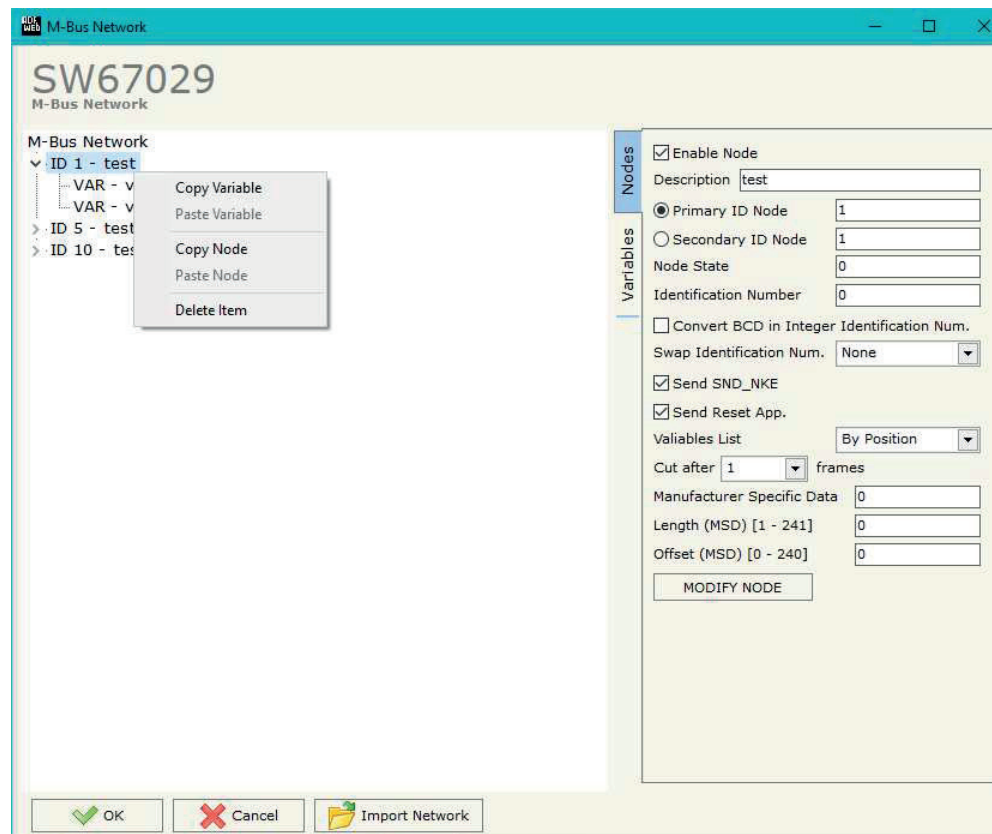 ADF
WEB M-Bus Network
SW67029
M-Bus Network
M-Bus Network
ID 1 - test
VAR - v
VAR - v
ID 5 - test
ID 10 - tes
Copy Variable
Paste Variable
Copy Node
Paste Node
Delete Item
Nodes
Variables
Enable Node
Description test
Primary ID Node 1
Secondary ID Node 1
Node State 0
Identification Number 0
Convert BCD in Integer Identification Num.
Swap Identification Num. None
Send SND_NKE
Send Reset App.
Valiables List By Position
Cut after 1 frames
Manufacturer Specific Data 0
Length (MSD) [1 - 241] 0
Offset (MSD) [0 - 240] 0
MODIFY NODE
OK Cancel Import Network